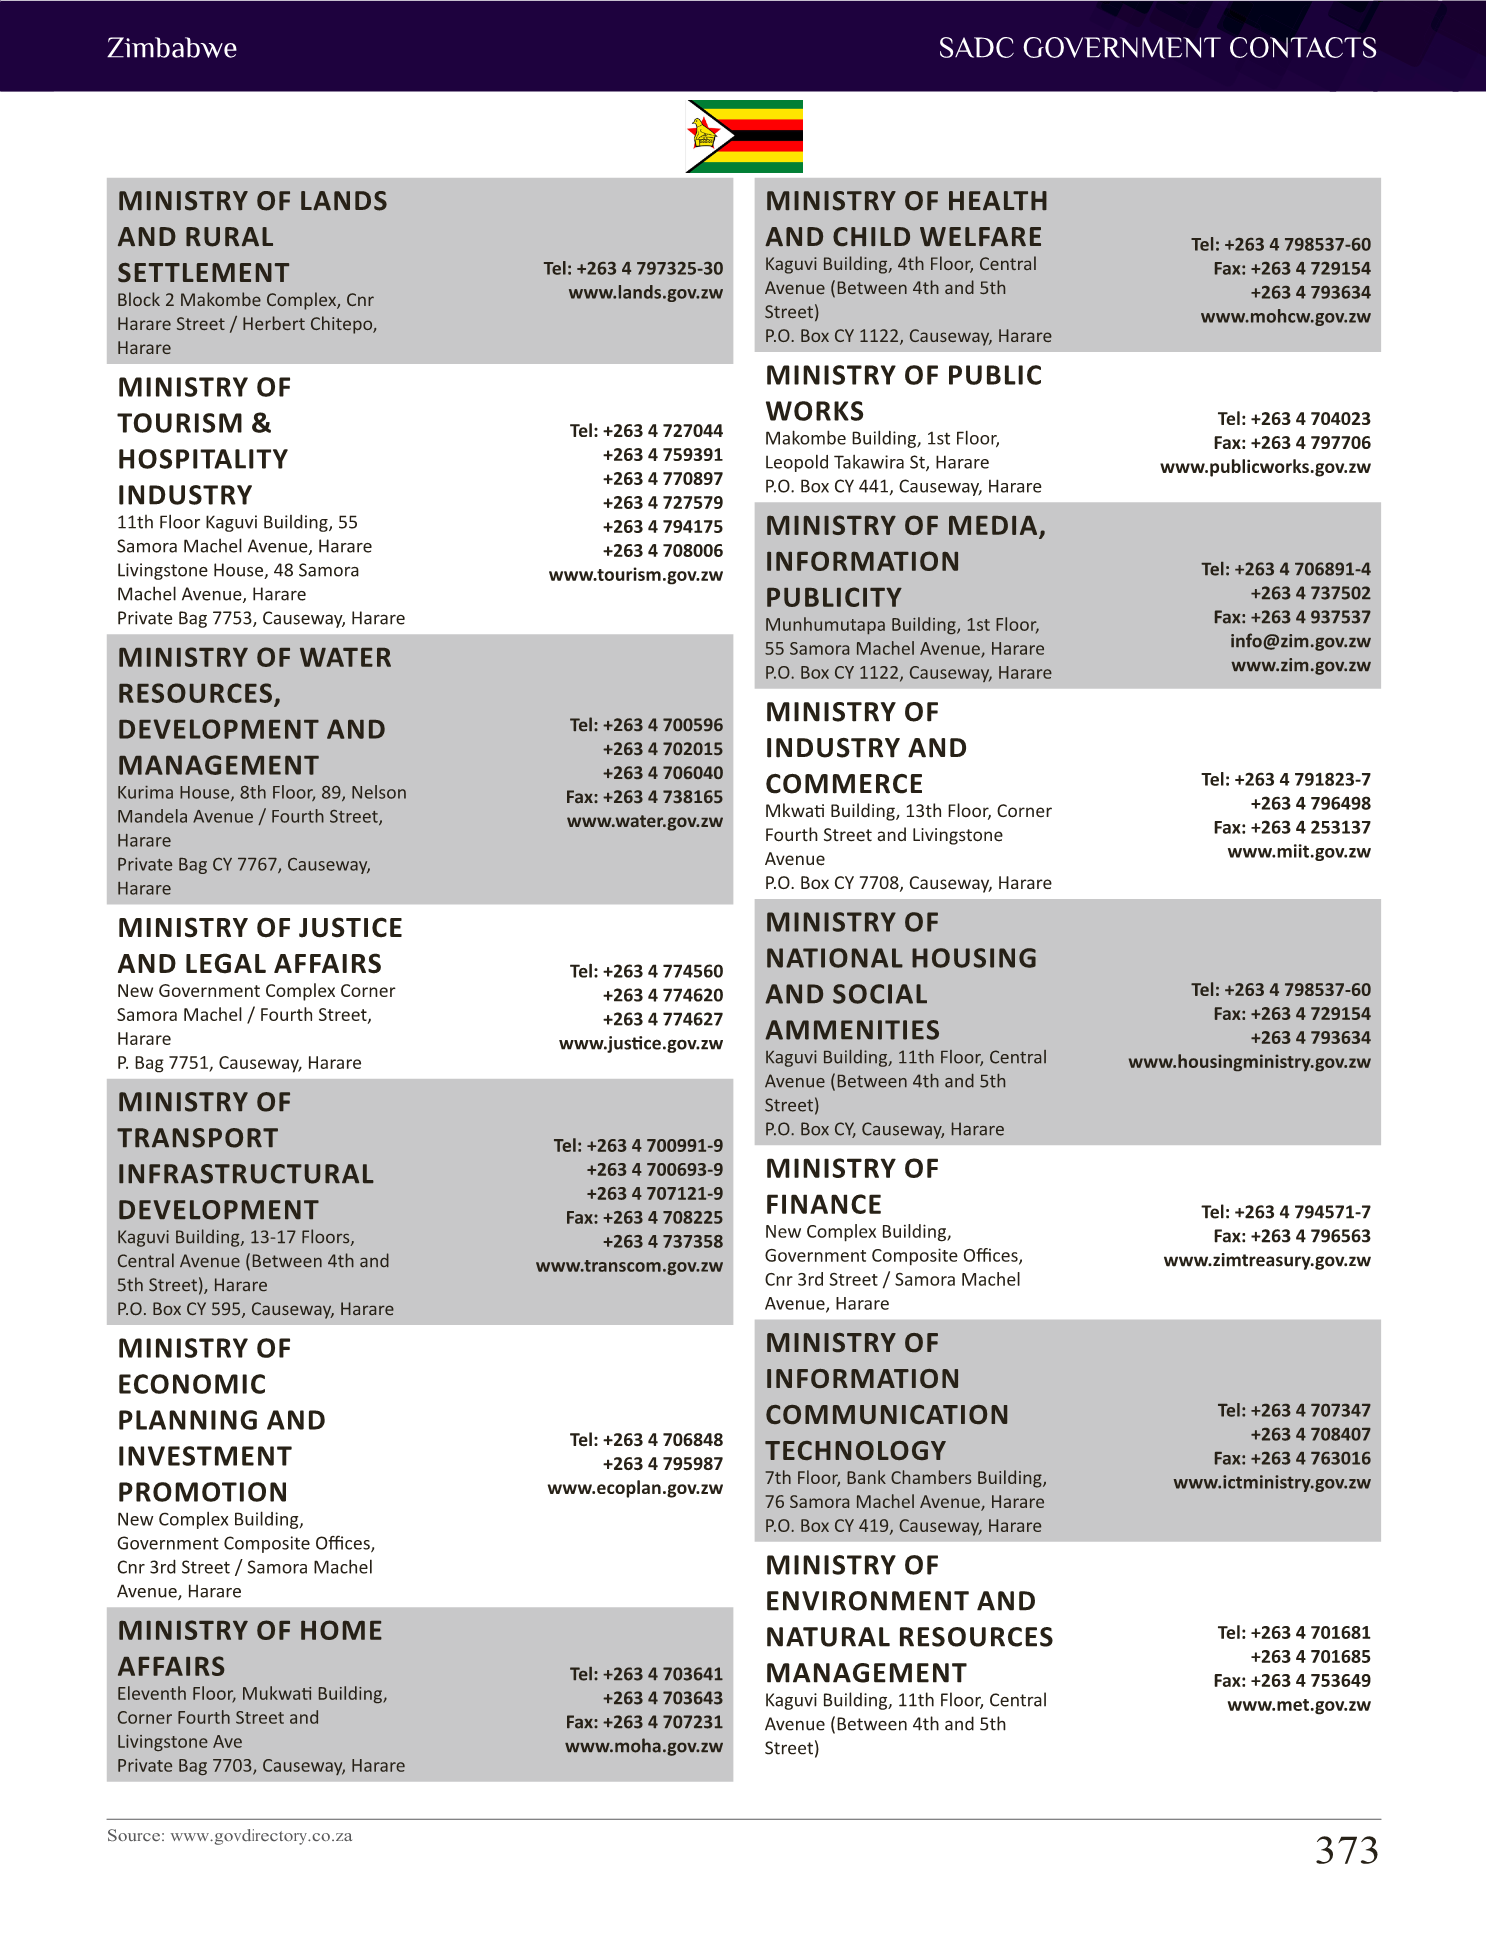 Zimbabwe
SADC GOVERNMENT CONTACTS
MINISTRY OF LANDS
AND RURAL
SETTLEMENT
Block 2 Makombe Complex, Cnr
Harare Street / Herbert Chitepo,
Harare
Tel: +263 4 797325-30
www.lands.gov.zw
MINISTRY OF
TOURISM &
HOSPITALITY
INDUSTRY
11th Floor Kaguvi Building, 55
Samora Machel Avenue, Harare
Livingstone House, 48 Samora
Machel Avenue, Harare
Private Bag 7753, Causeway, Harare
Tel: +263 4 727044
+263 4 759391
+263 4 770897
+263 4 727579
+263 4 794175
+263 4 708006
www.tourism.gov.zw
MINISTRY OF WATER
RESOURCES,
DEVELOPMENT AND
MANAGEMENT
Kurima House, 8th Floor, 89, Nelson
Mandela Avenue / Fourth Street,
Harare
Private Bag CY 7767, Causeway,
Harare
Tel: +263 4 700596
+263 4 702015
+263 4 706040
Fax: +263 4 738165
www.water.gov.zw
MINISTRY OF JUSTICE
AND LEGAL AFFAIRS
New Government Complex Corner
Samora Machel / Fourth Street,
Harare
P. Bag 7751, Causeway, Harare
Tel: +263 4 774560
+263 4 774620
+263 4 774627
www.justice.gov.zw
MINISTRY OF
TRANSPORT
INFRASTRUCTURAL
DEVELOPMENT
Kaguvi Building, 13-17 Floors,
Central Avenue (Between 4th and
5th Street), Harare
P.O. Box CY 595, Causeway, Harare
Tel: +263 4 700991-9
+263 4 700693-9
+263 4 707121-9
Fax: +263 4 708225
+263 4 737358
www.transcom.gov.zw
MINISTRY OF
ECONOMIC
PLANNING AND
INVESTMENT
PROMOTION
New Complex Building,
Government Composite Offices,
Cnr 3rd Street / Samora Machel
Avenue, Harare
Tel: +263 4 706848
+263 4 795987
www.ecoplan.gov.zw
MINISTRY OF HOME
AFFAIRS
Eleventh Floor, Mukwati Building,
Corner Fourth Street and
Livingstone Ave
Private Bag 7703, Causeway, Harare
Tel: +263 4 703641
+263 4 703643
Fax: +263 4 707231
www.moha.gov.zw
MINISTRY OF HEALTH
AND CHILD WELFARE
Kaguvi Building, 4th Floor, Central
Avenue (Between 4th and 5th
Street)
P.O. Box CY 1122, Causeway, Harare
Tel: +263 4 798537-60
Fax: +263 4 729154
+263 4 793634
www.mohcw.gov.zw
MINISTRY OF PUBLIC
WORKS
Makombe Building, 1st Floor,
Leopold Takawira St, Harare
P.O. Box CY 441, Causeway, Harare
Tel: +263 4 704023
Fax: +263 4 797706
www.publicworks.gov.zw
MINISTRY OF MEDIA,
INFORMATION
PUBLICITY
Munhumutapa Building, 1st Floor,
55 Samora Machel Avenue, Harare
P.O. Box CY 1122, Causeway, Harare
Tel: +263 4 706891-4
+263 4 737502
Fax: +263 4 937537
info@zim.gov.zw
www.zim.gov.zw
MINISTRY OF
INDUSTRY AND
COMMERCE
Mkwati Building, 13th Floor, Corner
Fourth Street and Livingstone
Avenue
P.O. Box CY 7708, Causeway, Harare
Tel: +263 4 791823-7
+263 4 796498
Fax: +263 4 253137
www.miit.gov.zw
MINISTRY OF
NATIONAL HOUSING
AND SOCIAL
AMMENITIES
Kaguvi Building, 11th Floor, Central
Avenue (Between 4th and 5th
Street)
P.O. Box CY, Causeway, Harare
Tel: +263 4 798537-60
Fax: +263 4 729154
+263 4 793634
www.housingministry.gov.zw
MINISTRY OF
FINANCE
New Complex Building,
Government Composite Offices,
Cnr 3rd Street / Samora Machel
Avenue, Harare
Tel: +263 4 794571-7
Fax: +263 4 796563
www.zimtreasury.gov.zw
MINISTRY OF
INFORMATION
COMMUNICATION
TECHNOLOGY
7th Floor, Bank Chambers Building,
76 Samora Machel Avenue, Harare
P.O. Box CY 419, Causeway, Harare
Tel: +263 4 707347
+263 4 708407
Fax: +263 4 763016
www.ictministry.gov.zw
MINISTRY OF
ENVIRONMENT AND
NATURAL RESOURCES
MANAGEMENT
Kaguvi Building, 11th Floor, Central
Avenue (Between 4th and 5th
Street)
Tel: +263 4 701681
+263 4 701685
Fax: +263 4 753649
www.met.gov.zw
Source: www.govdirectory.co.za
373